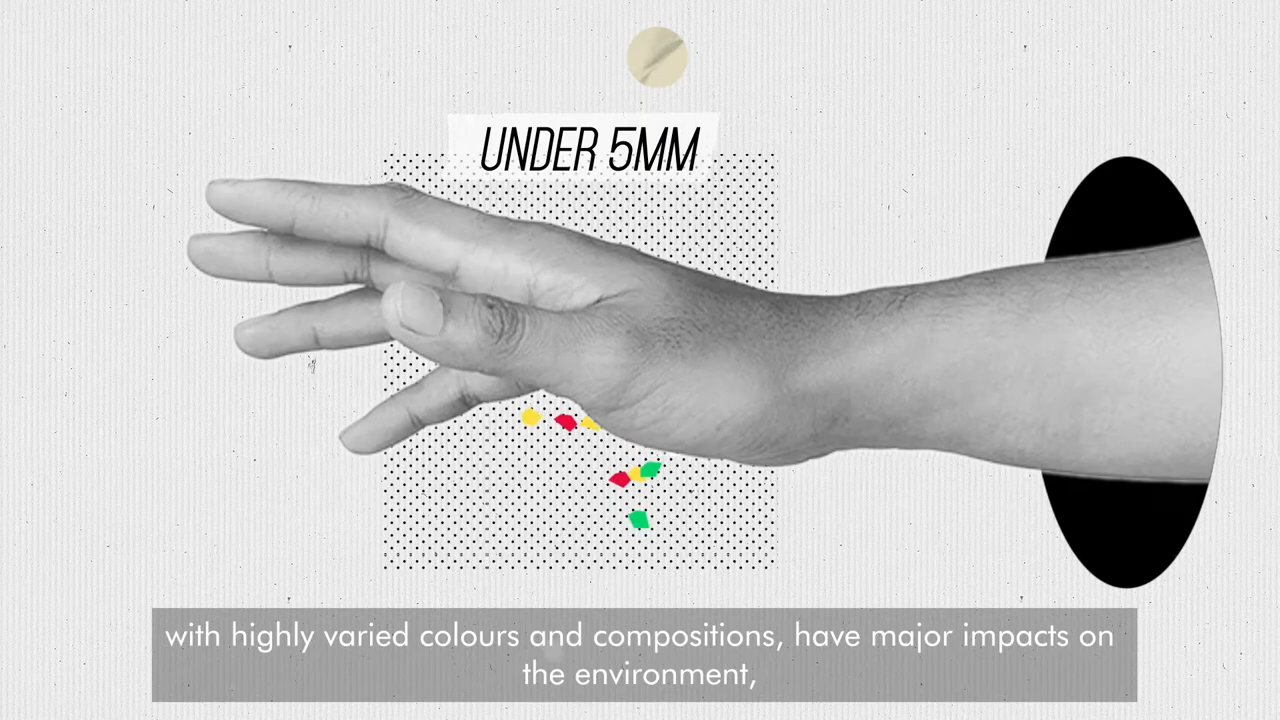 UNDER 5MM
with highly varied colours and compositions, have major impacts on
the environment,